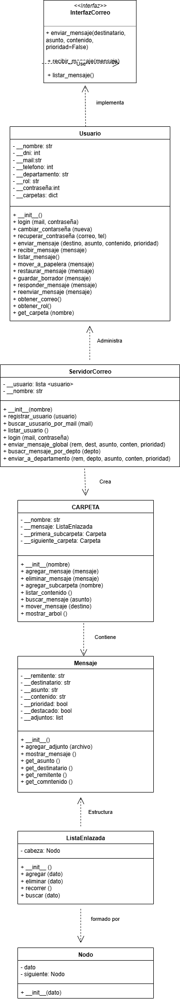 <<Interfaz>>
InterfazCorreo
+ enviar_mensaje(destinatario,
asunto, contenido,
prioridad=False)
+ recibir_mensaje(mensaje)
Use
+ listar_mensaje()
implementa
Usuario
- __nombre: str
- __dni: int
- __mail:str
- __telefono: int
- __departamento: str
- __rol: str
- __contraseña:int
- __carpetas: dict
+ __init__()
+ login (mail, contraseña)
+ cambiar_contarseña (nueva)
+ recuperar_contraseña (correo, tel)
+ enviar_mensaje (destino, asunto, contenido, prioridad)
+ recibir_mensaje (mensaje)
+ listar_mensaje()
+ mover_a_papelera (mensaje)
+ restaurar_mensaje (mensaje)
+ guardar_borrador (mensaje)
+ responder_mensaje (mensaje)
+ reenviar_mensaje (mensaje)
+ obtener_correo()
+ obtener_rol()
+ get_carpeta (nombre)
Administra
ServidorCorreo
- __usuario: lista <usuario>
- __nombre: str
+ __init__(nombre)
+ registrar_usuario (usuario)
+ buscar_ususario_por_mail (mail)
+ listar_usuario ()
+ login (mail, contraseña)
+ enviar_mensaje_global (rem, dest, asunto, conten, prioridad)
+ busacr_mensaje_por_depto (depto)
+ enviar_a_departamento (rem, depto, asunto, conten, prioridad)
Crea
CARPETA
- __nombre: str
- __mensaje: ListaEnlazada
- __primera_subcarpeta: Carpeta
- __siguiente_carpeta: Carpeta
+ __init__(nombre)
+ agregar_mensaje (mensaje)
+ eliminar_mensaje (mensaje)
+ agregar_subcarpeta (nombre)
+ listar_contenido ()
+ buscar_mensaje (asunto)
+ mover_mensaje (destino)
+ mostrar_arbol ()
Contiene
Mensaje
- __remitente: str
- __destinatario: str
- __asunto: str
- __contenido: str
- __prioridad: bool
- __destacado: bool
- __adjuntos: list
+ __init__()
+ agregar_adjunto (archivo)
+ mostrar_mensaje ()
+ get_asunto ()
+ get_destinatario ()
+ get_remitente ()
+ get_comntenido ()
Estructura
ListaEnlazada
- cabeza: Nodo
+ __init__ ()
+ agregar (dato)
+ eliminar (dato)
+ recorrer ()
+ buscar (dato)
formado por
Nodo
- dato
- siguiente: Nodo
+ __init__(dato)